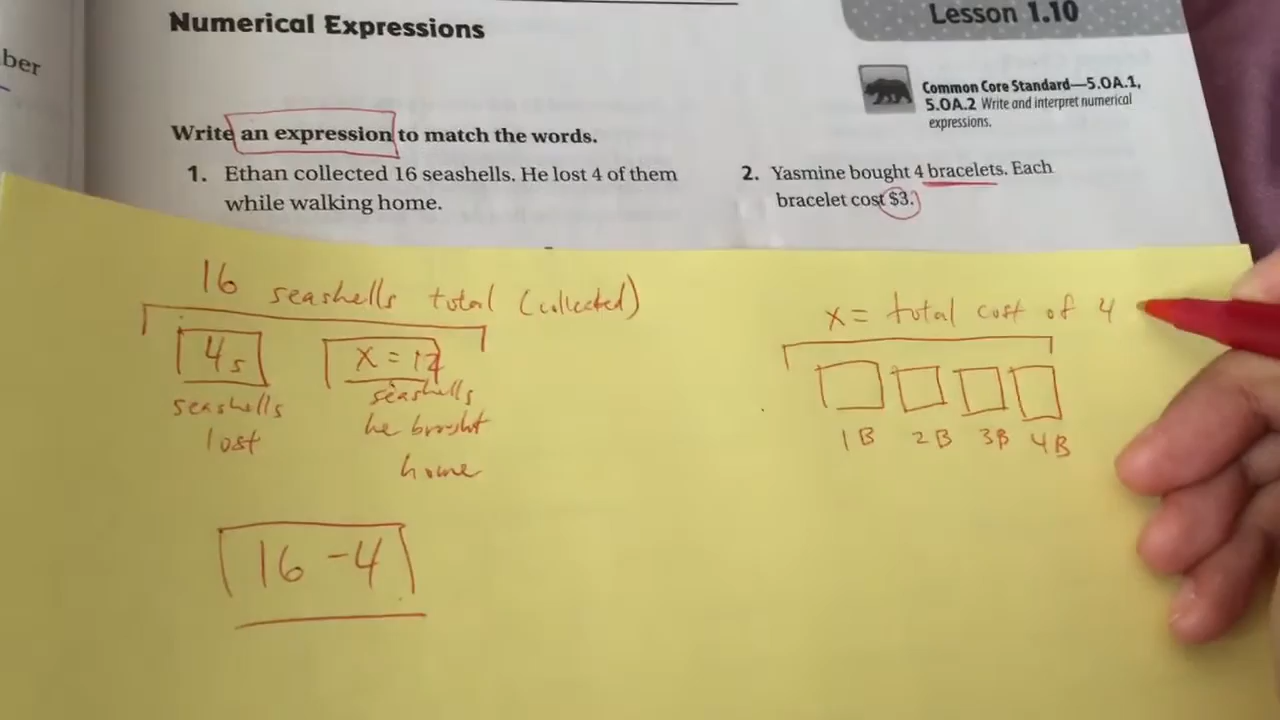 Numerical Expressions
Lesson 1.10
ber
Common Core Standard—5.OA.1,
5.OA.2 Write and interpret numerical
expressions.
Write an expression to match the words.
1. Ethan collected 16 seashells. He lost 4 of them
while walking home.
2. Yasmine bought 4 bracelets. Each
bracelet cost $3.
16 seashells total (collected)
4s
x = 12
seashells
lost
seashells
he brought
home
16 - 4
x = total cost of 4
1B 2B 3B 4B